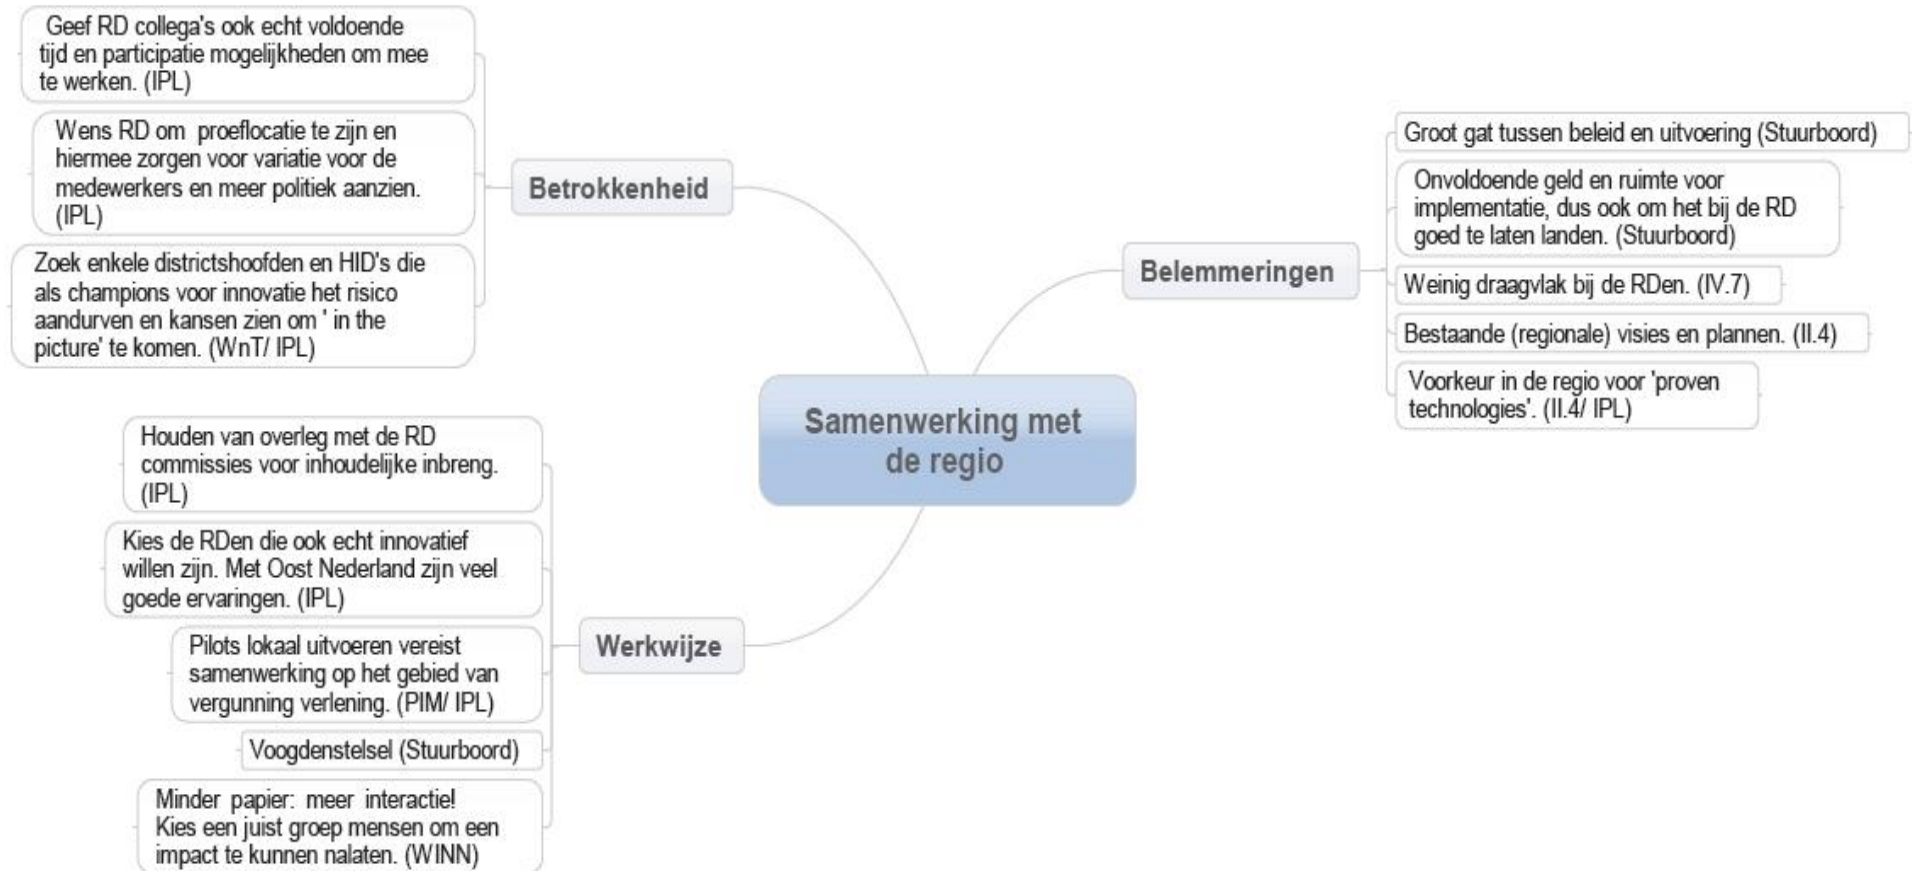 Geef RD collega's ook echt voldoende
tijd en participatie mogelijkheden om mee
te werken. (IPL)
Wens RD om proeflocatie te zijn en
hiermee zorgen voor variatie voor de
medewerkers en meer politiek aanzien.
(IPL)
Zoek enkele districtshoofden en HID's die
als champions voor innovatie het risico
aandurven en kansen zien om ' in the
picture' te komen. (WnT/ IPL)
Betrokkenheid
Houden van overleg met de RD
commissies voor inhoudelijke inbreng.
(IPL)
Kies de RDen die ook echt innovatief
willen zijn. Met Oost Nederland zijn veel
goede ervaringen. (IPL)
Pilots lokaal uitvoeren vereist
samenwerking op het gebied van
vergunning verlening. (PIM/ IPL)
Voogdenstelsel (Stuurboord)
Minder papier: meer interactie!
Kies een juist groep mensen om een
impact te kunnen nalaten. (WINN)
Werkwijze
Samenwerking met
de regio
Belemmeringen
Groot gat tussen beleid en uitvoering (Stuurboord)
Onvoldoende geld en ruimte voor
implementatie, dus ook om het bij de RD
goed te laten landen. (Stuurboord)
Weinig draagvlak bij de RDen. (IV.7)
Bestaande (regionale) visies en plannen. (II.4)
Voorkeur in de regio voor 'proven
technologies'. (II.4/ IPL)